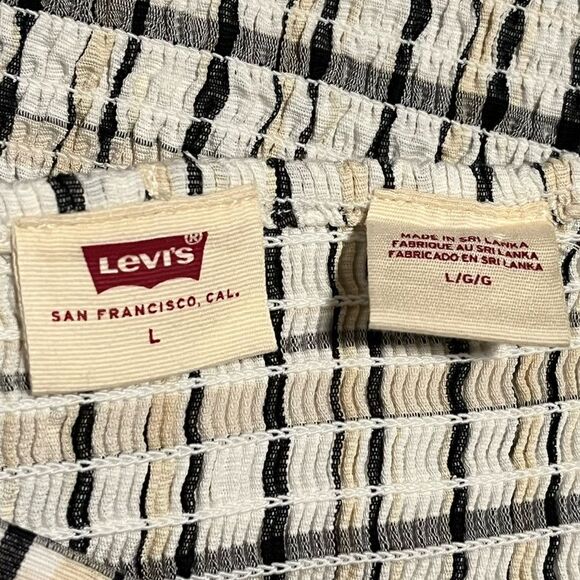 Levi's®
SAN FRANCISCO, CAL.
L
MADE IN SRI LANKA
FABRIQUE AU SRI LANKA
FABRICADO EN SRI LANKA
L/G/G